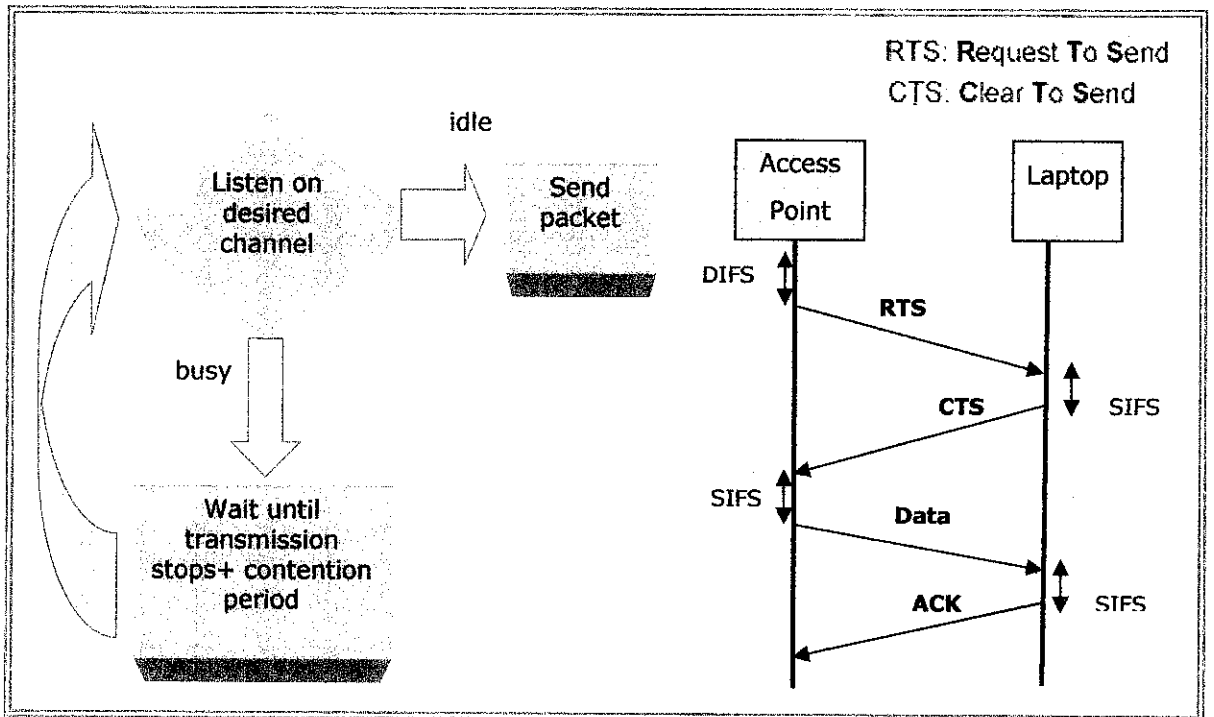 RTS: Request To Send
CTS: Clear To Send
idle
Listen on
desired
channel
Send
packet
busy
Wait until
transmission
stops+ contention
period
Access
Point
Laptop
DIFS
RTS
SIFS
CTS
SIFS
Data
SIFS
ACK